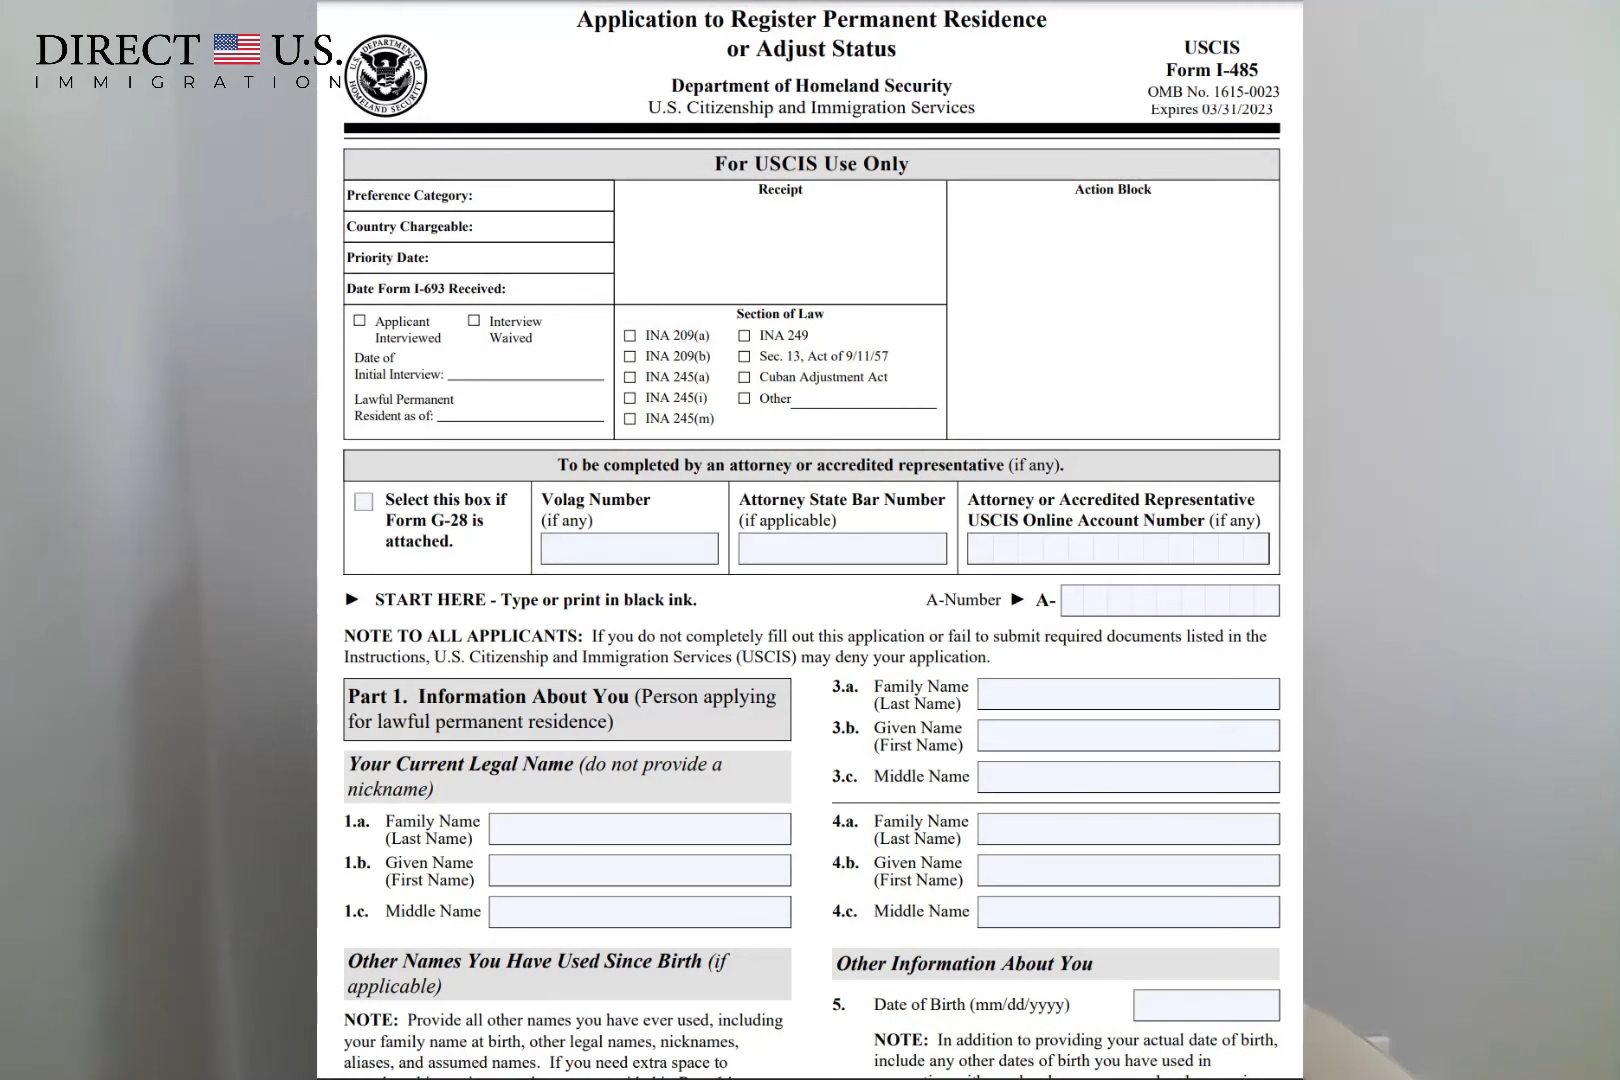 DIRECT U.S.
IMMIGRATION
Application to Register Permanent Residence
or Adjust Status
Department of Homeland Security
U.S. Citizenship and Immigration Services
USCIS
Form I-485
OMB No. 1615-0023
Expires 03/31/2023
U.S. DEPARTMENT OF HOMELAND SECURITY
For USCIS Use Only
Preference Category:
Country Chargeable:
Priority Date:
Date Form I-693 Received:
Applicant Interviewed
Interview Waived
Date of
Initial Interview:
Lawful Permanent
Resident as of:
Receipt
Section of Law
INA 209(a)
INA 209(b)
INA 245(a)
INA 245(i)
INA 245(m)
INA 249
Sec. 13, Act of 9/11/57
Cuban Adjustment Act
Other
Action Block
To be completed by an attorney or accredited representative (if any).
Select this box if
Form G-28 is
attached.
Volag Number
(if any)
Attorney State Bar Number
(if applicable)
Attorney or Accredited Representative
USCIS Online Account Number (if any)
► START HERE - Type or print in black ink.
A-Number ► A-
NOTE TO ALL APPLICANTS: If you do not completely fill out this application or fail to submit required documents listed in the
Instructions, U.S. Citizenship and Immigration Services (USCIS) may deny your application.
Part 1. Information About You (Person applying
for lawful permanent residence)
Your Current Legal Name (do not provide a
nickname)
1.a. Family Name
(Last Name)
1.b. Given Name
(First Name)
1.c. Middle Name
Other Names You Have Used Since Birth (if
applicable)
NOTE: Provide all other names you have ever used, including
your family name at birth, other legal names, nicknames,
aliases, and assumed names. If you need extra space to
3.a. Family Name
(Last Name)
3.b. Given Name
(First Name)
3.c. Middle Name
4.a. Family Name
(Last Name)
4.b. Given Name
(First Name)
4.c. Middle Name
Other Information About You
5. Date of Birth (mm/dd/yyyy)
NOTE: In addition to providing your actual date of birth,
include any other dates of birth you have used in